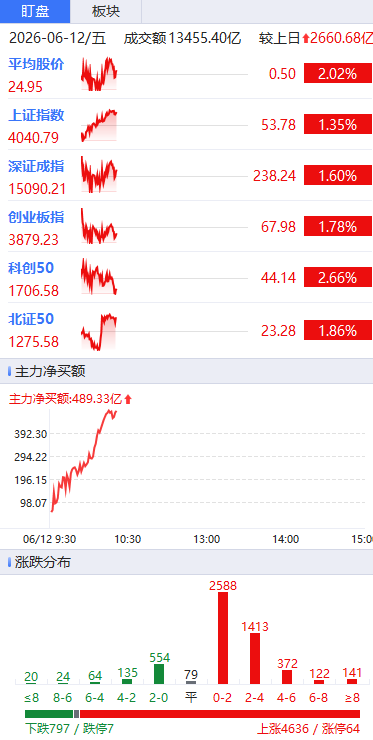 盯盘 板块
2026-06-12/五 成交额13455.40亿 较上日2660.68亿
平均股价
24.95 0.50 2.02%
上证指数
4040.79 53.78 1.35%
深证成指
15090.21 238.24 1.60%
创业板指
3879.23 67.98 1.78%
科创50
1706.58 44.14 2.66%
北证50
1275.58 23.28 1.86%
主力净买额
主力净买额:489.33亿
392.30
294.22
196.15
98.07
06/12 9:30 10:30 13:00 14:00 15:00
涨跌分布
20 24 64 135 554 79 2588 1413 372 122 141
≤8 8-6 6-4 4-2 2-0 平 0-2 2-4 4-6 6-8 ≥8
下跌797 / 跌停7 上涨4636 / 涨停64